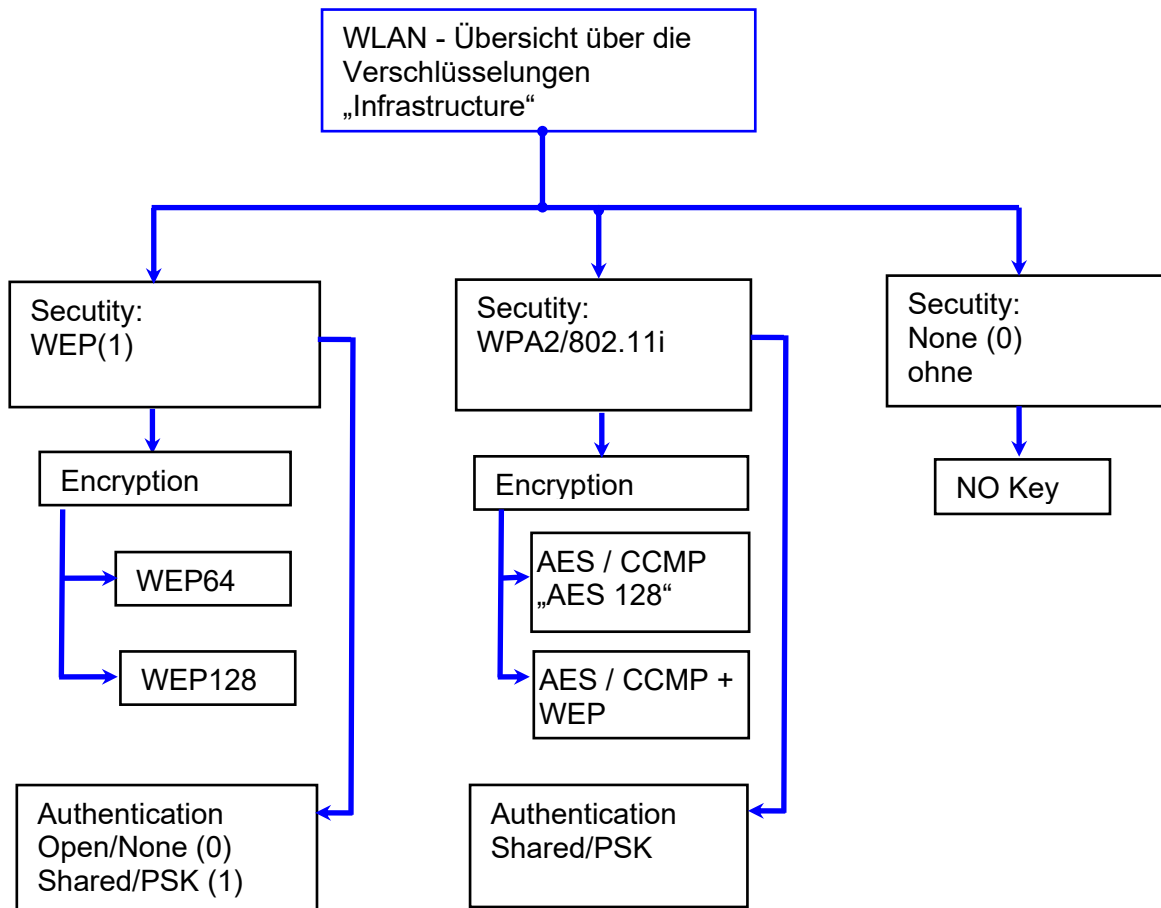 WLAN - Übersicht über die
Verschlüsselungen
„Infrastructure“
Secutity:
WEP(1)
Encryption
WEP64
WEP128
Authentication
Open/None (0)
Shared/PSK (1)
Secutity:
WPA2/802.11i
Encryption
AES / CCMP
„AES 128“
AES / CCMP +
WEP
Authentication
Shared/PSK
Secutity:
None (0)
ohne
NO Key